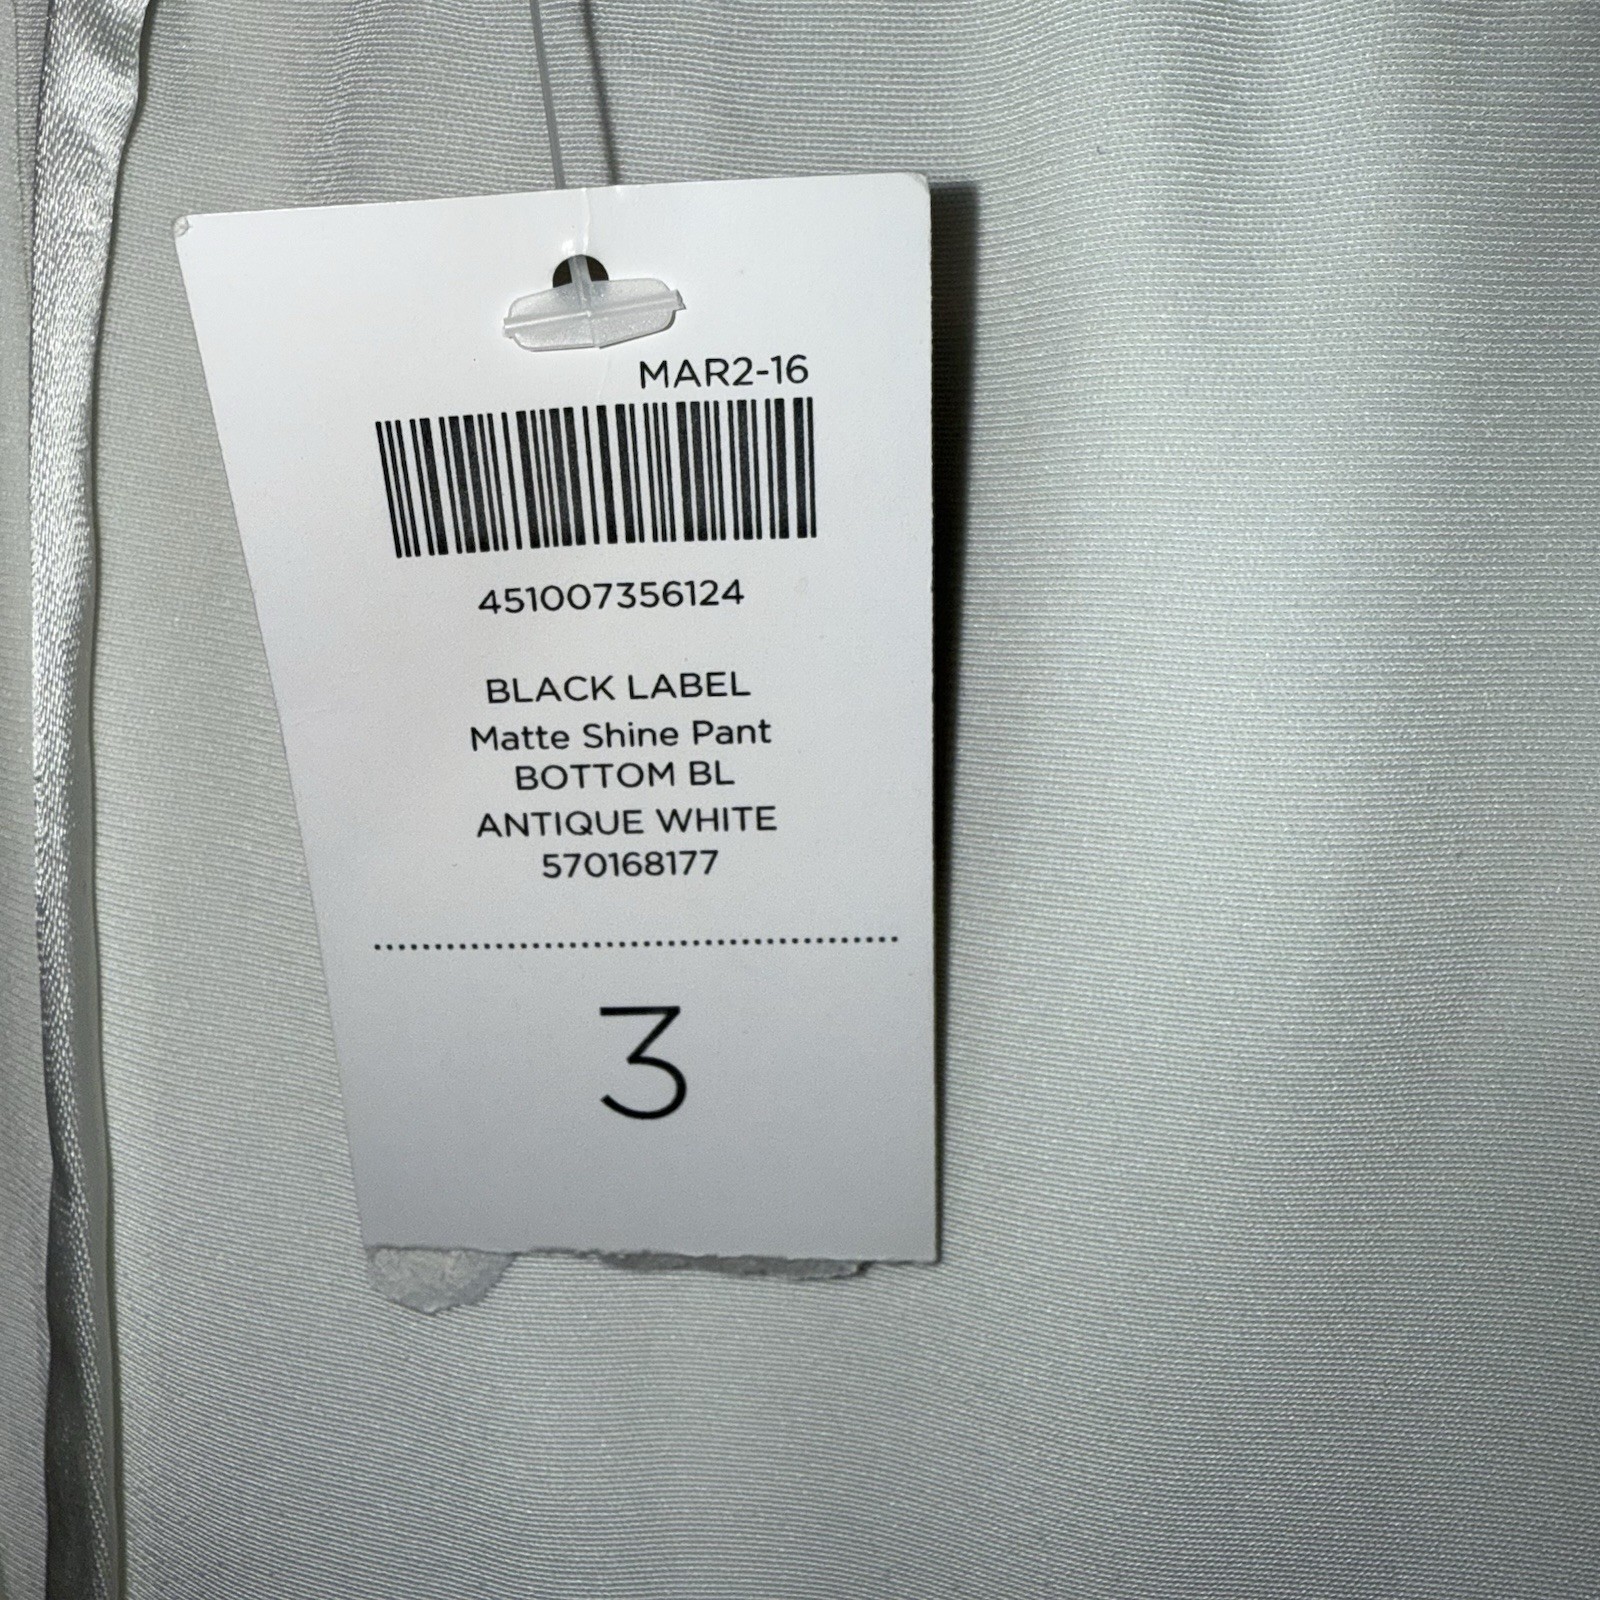 MAR2-16
451007356124
BLACK LABEL
Matte Shine Pant
BOTTOM BL
ANTIQUE WHITE
570168177
3